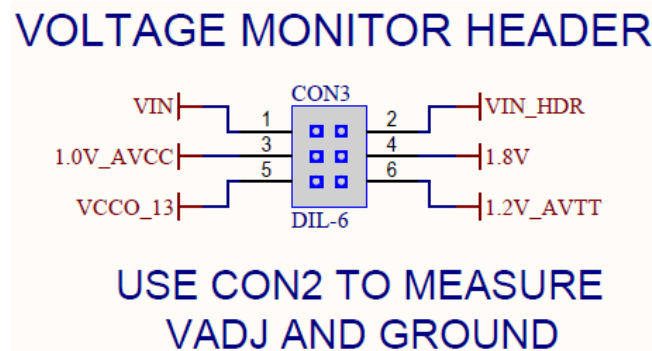 VOLTAGE MONITOR HEADER
CON3
VIN 1 2 VIN_HDR
1.0V_AVCC 3 4 1.8V
VCCO_13 5 6 1.2V_AVTT
DIL-6
USE CON2 TO MEASURE
VADJ AND GROUND